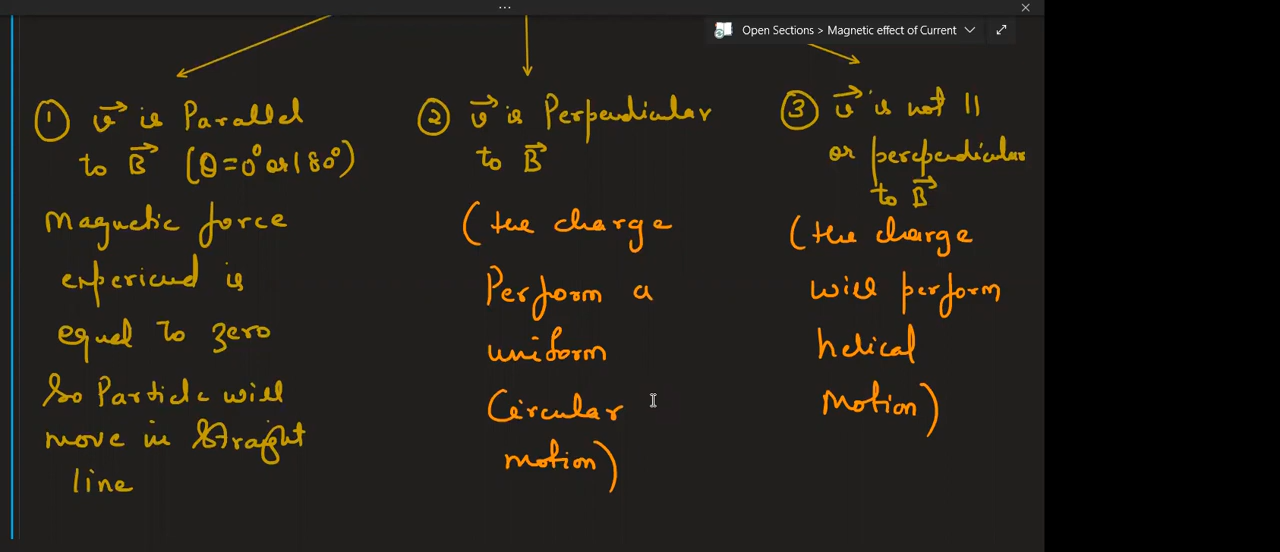 Open Sections > Magnetic effect of Current
① v⃗ is Parallel
to B⃗ (θ=0° or 180°)
Magnetic force
experienced is
equal to zero
So Particle will
move in Straight
line
② v⃗ is Perpendicular
to B⃗
(the charge
Perform a
uniform
Circular
motion)
③ v⃗ is not ||
or perependicular
to B⃗
(the charge
will perform
helical
Motion)